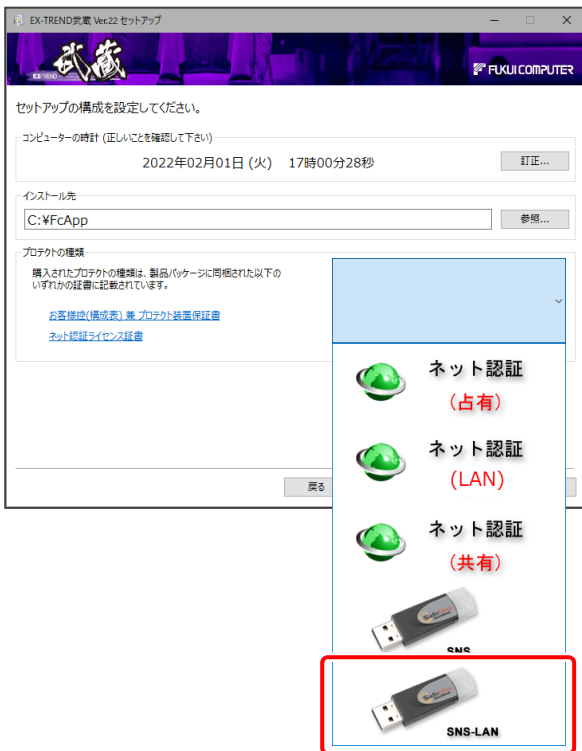 EX-TREND武蔵 Ver.22 セットアップ
EX-TREND 武蔵
FUKUI COMPUTER
セットアップの構成を設定してください。
コンピューターの時計 (正しいことを確認して下さい)
2022年02月01日 (火) 17時00分28秒
訂正...
インストール先
C:¥FcApp
参照...
プロテクトの種類
購入されたプロテクトの種類は、製品パッケージに同梱された以下の
いずれかの証書に記載されています。
お客様控(構成表) 兼 プロテクト装置保証書
ネット認証ライセンス証書
ネット認証
(占有)
ネット認証
(LAN)
ネット認証
(共有)
SNS
SNS-LAN
戻る